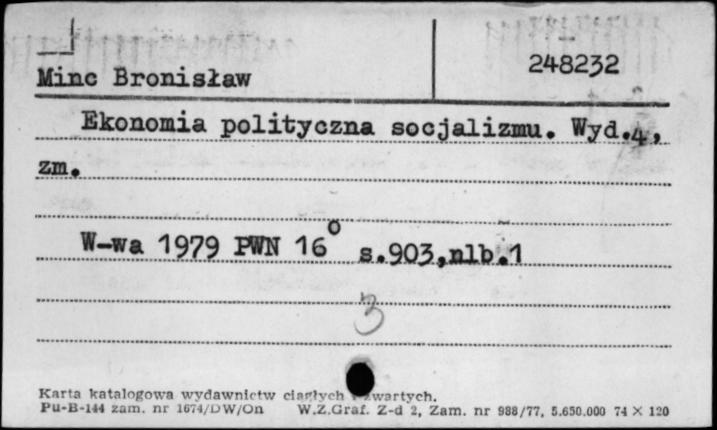 248232
Minc Bronisław
Ekonomia polityczna socjalizmu. Wyd.4,
zm.
W-wa 1979 PWN 16° s.903,nlb.1
3
Karta katalogowa wydawnictw ciągłych i zwartych.
Pu-B-144 zam. nr 1674/DW/On W.Z.Graf. Z-d 2, Zam. nr 988/77, 5.650.000 74 × 120